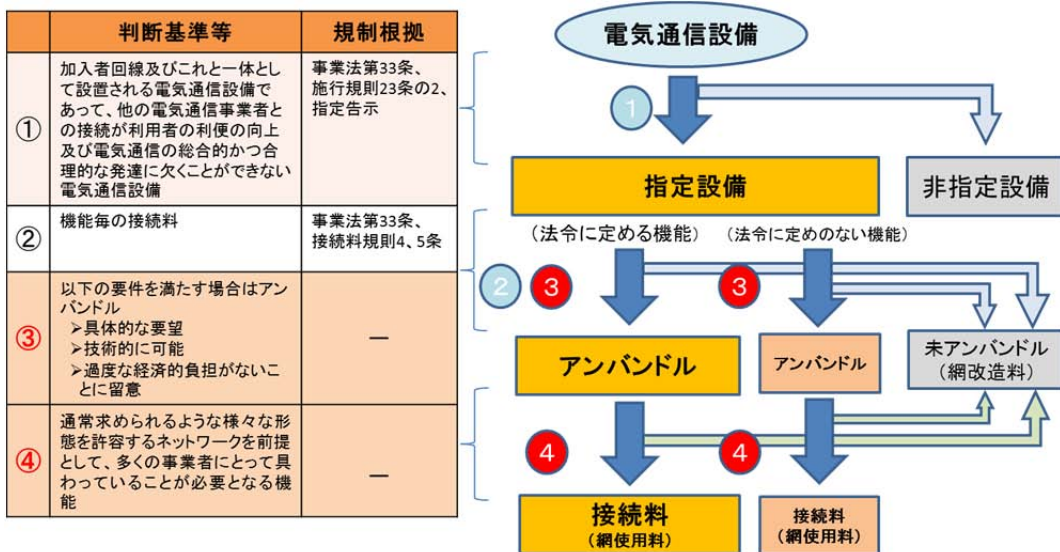 判断基準等
規制根拠
①
加入者回線及びこれと一体とし
て設置される電気通信設備で
あって、他の電気通信事業者と
の接続が利用者の利便の向上
及び電気通信の総合的かつ合
理的な発達に欠くことができない
電気通信設備
事業法第33条、
施行規則23条の2、
指定告示
②
機能毎の接続料
事業法第33条、
接続料規則4、5条
③
以下の要件を満たす場合はアン
バンドル
➢具体的な要望
➢技術的に可能
➢過度な経済的負担がないこ
とに留意
―
④
通常求められるような様々な形
態を許容するネットワークを前提
として、多くの事業者にとって具
わっていることが必要となる機
能
―
電気通信設備
1
指定設備
非指定設備
(法令に定める機能)
(法令に定めのない機能)
2
3
3
アンバンドル
アンバンドル
未アンバンドル
(網改造料)
4
4
接続料
(網使用料)
接続料
(網使用料)